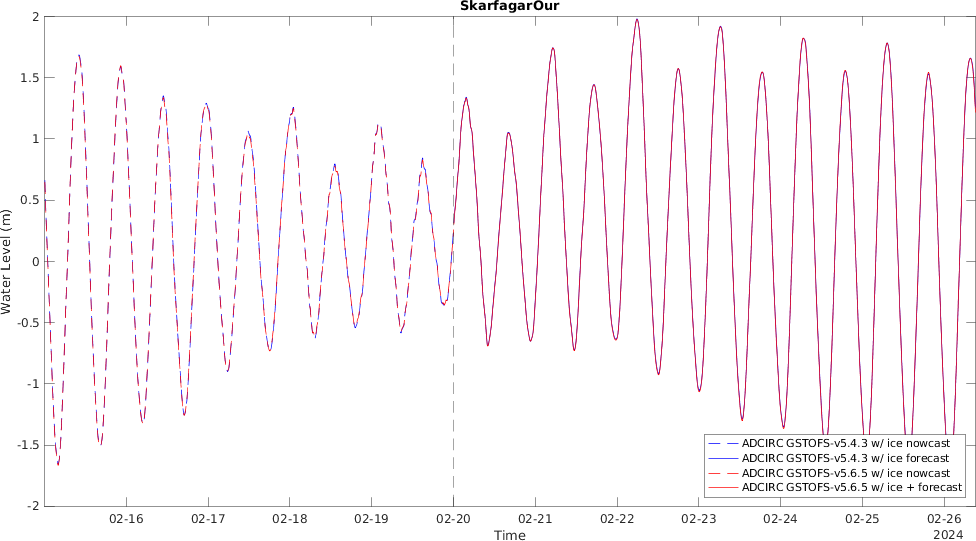 SkarfagarOur
2
1.5
1
0.5
0
-0.5
-1
-1.5
-2
Water Level (m)
ADCIRC GSTOFS-v5.4.3 w/ ice nowcast
ADCIRC GSTOFS-v5.4.3 w/ ice forecast
ADCIRC GSTOFS-v5.6.5 w/ ice nowcast
ADCIRC GSTOFS-v5.6.5 w/ ice + forecast
02-16 02-17 02-18 02-19 02-20 02-21 02-22 02-23 02-24 02-25 02-26
Time
2024